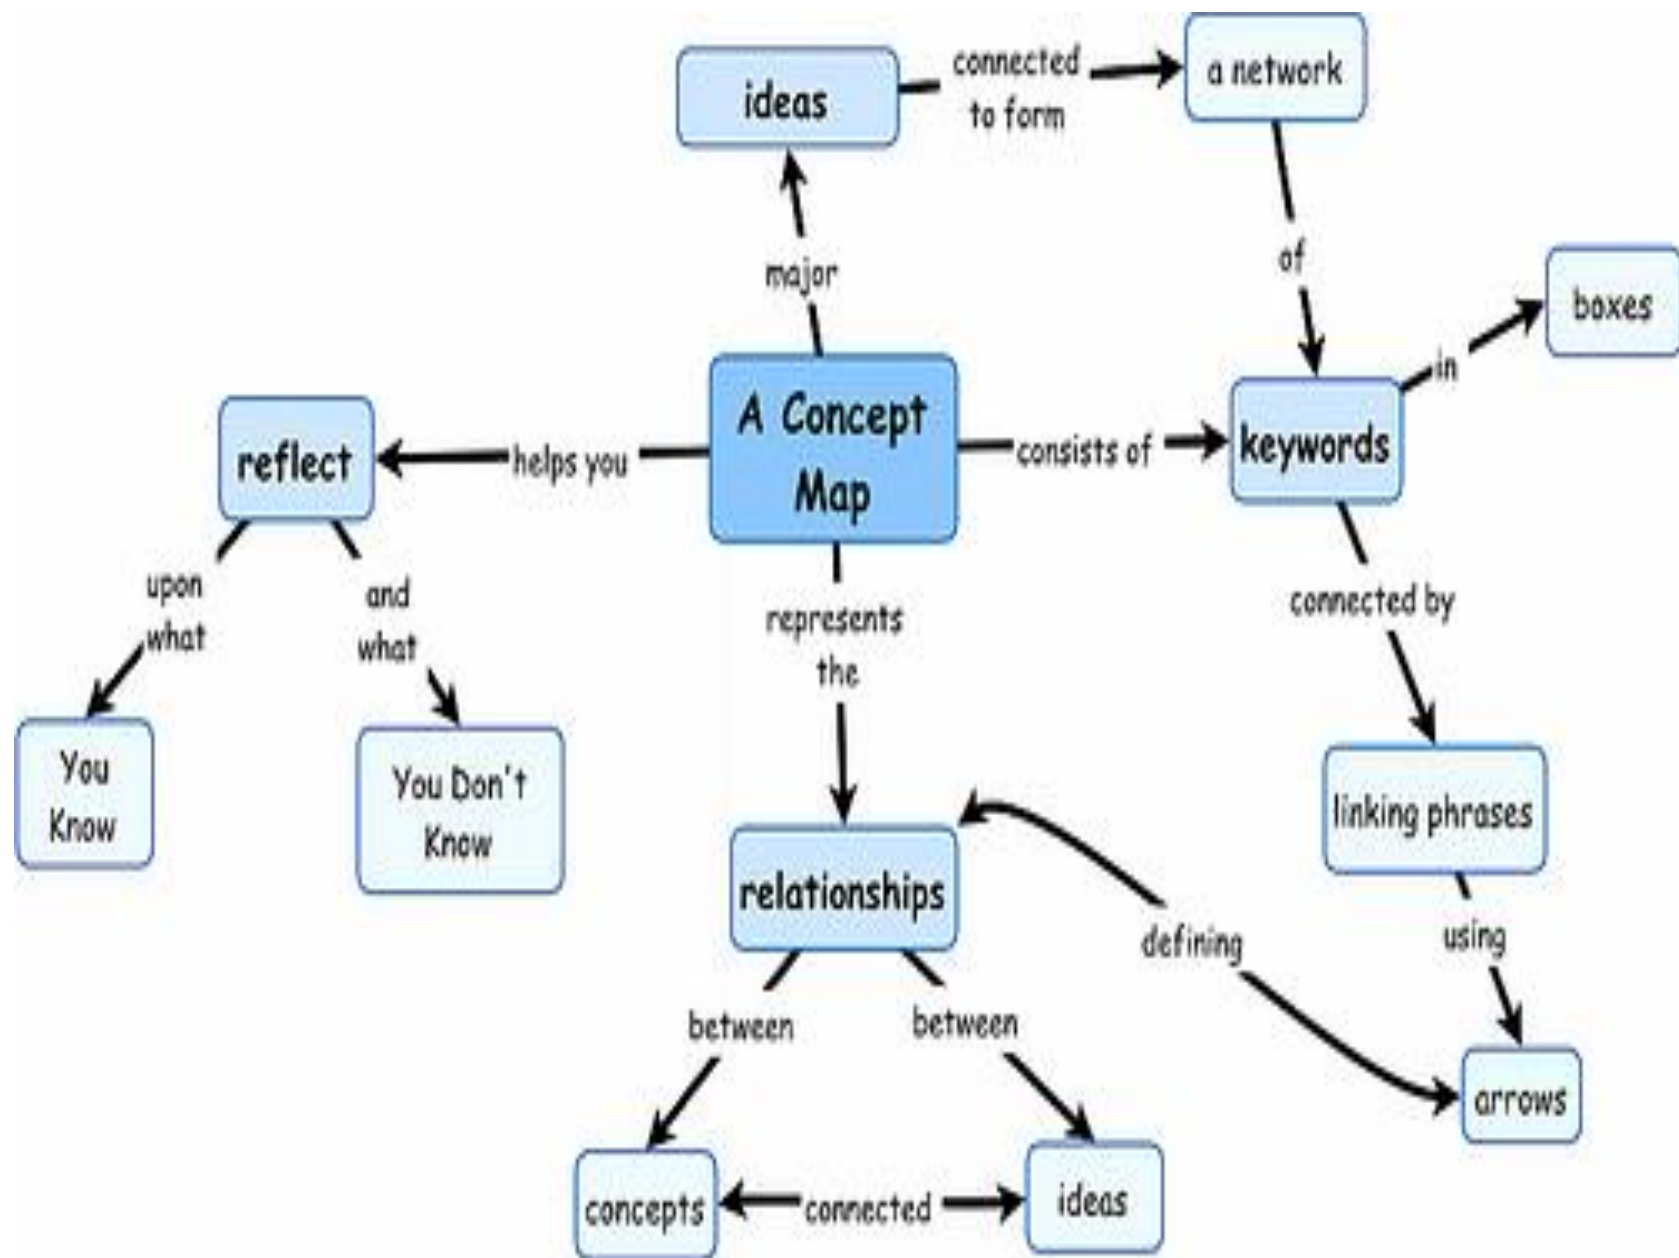 ideas
connected
to form
a network
major
of
boxes
in
A Concept
Map
consists of
keywords
helps you
reflect
upon
what
and
what
You
Know
You Don't
Know
represents
the
connected by
linking phrases
relationships
defining
using
between
between
arrows
concepts
connected
ideas